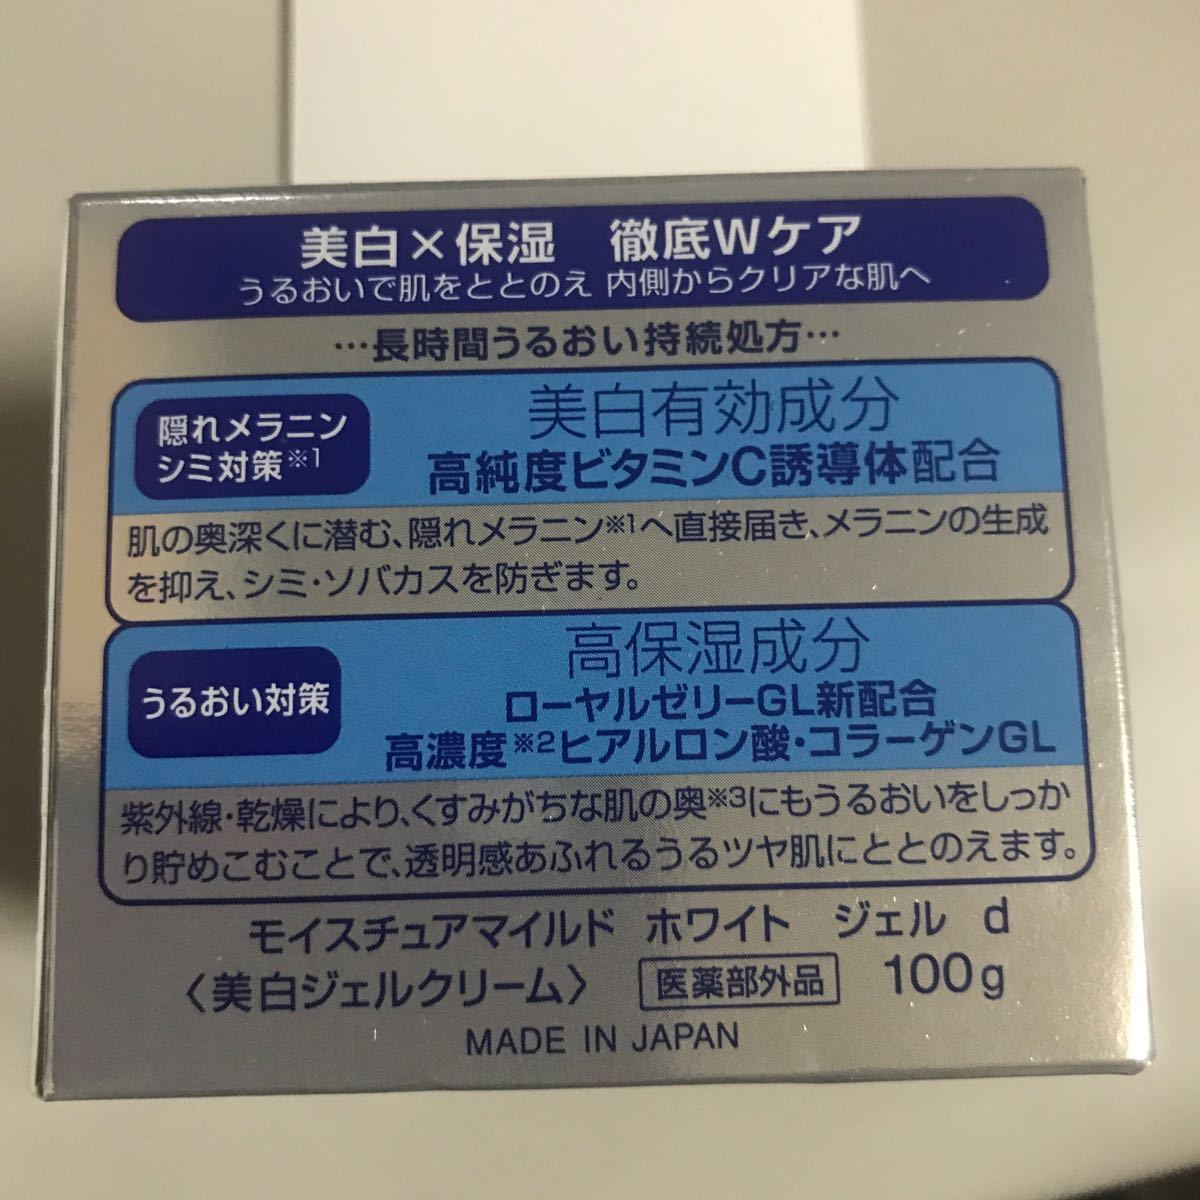 美白×保湿 徹底Wケア
うるおいで肌をととのえ 内側からクリアな肌へ
…長時間うるおい持続処方…
隠れメラニン
シミ対策※1
美白有効成分
高純度ビタミンC誘導体配合
肌の奥深くに潜む、隠れメラニン※1へ直接届き、メラニンの生成
を抑え、シミ・ソバカスを防ぎます。
うるおい対策
高保湿成分
ローヤルゼリーGL新配合
高濃度※2ヒアルロン酸・コラーゲンGL
紫外線・乾燥により、くすみがちな肌の奥※3にもうるおいをしっか
り貯めこむことで、透明感あふれるうるツヤ肌にととのえます。
モイスチュアマイルド ホワイト ジェル d
〈美白ジェルクリーム〉 医薬部外品 100g
MADE IN JAPAN